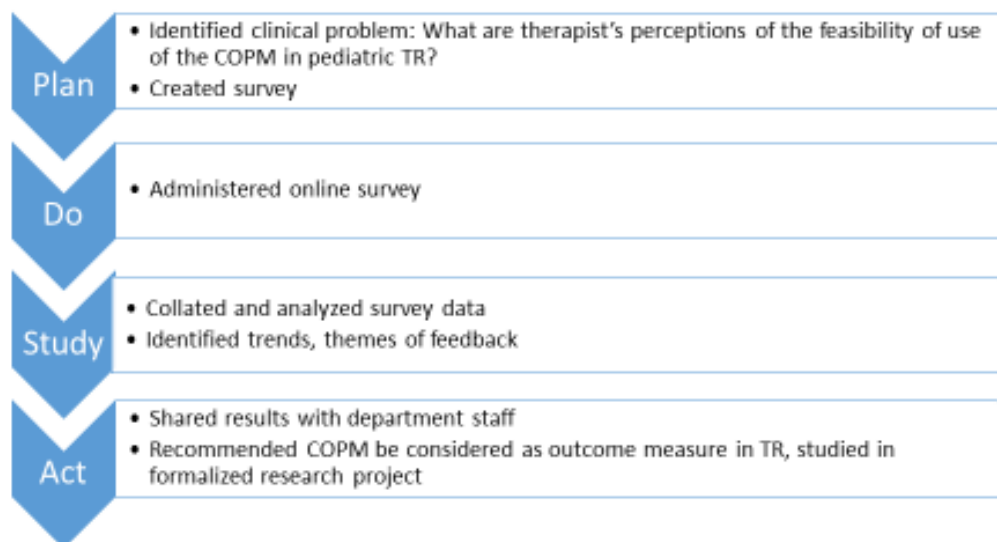 Plan
• Identified clinical problem: What are therapist's perceptions of the feasibility of use
of the COPM in pediatric TR?
• Created survey
Do
• Administered online survey
Study
• Collated and analyzed survey data
• Identified trends, themes of feedback
Act
• Shared results with department staff
• Recommended COPM be considered as outcome measure in TR, studied in
formalized research project